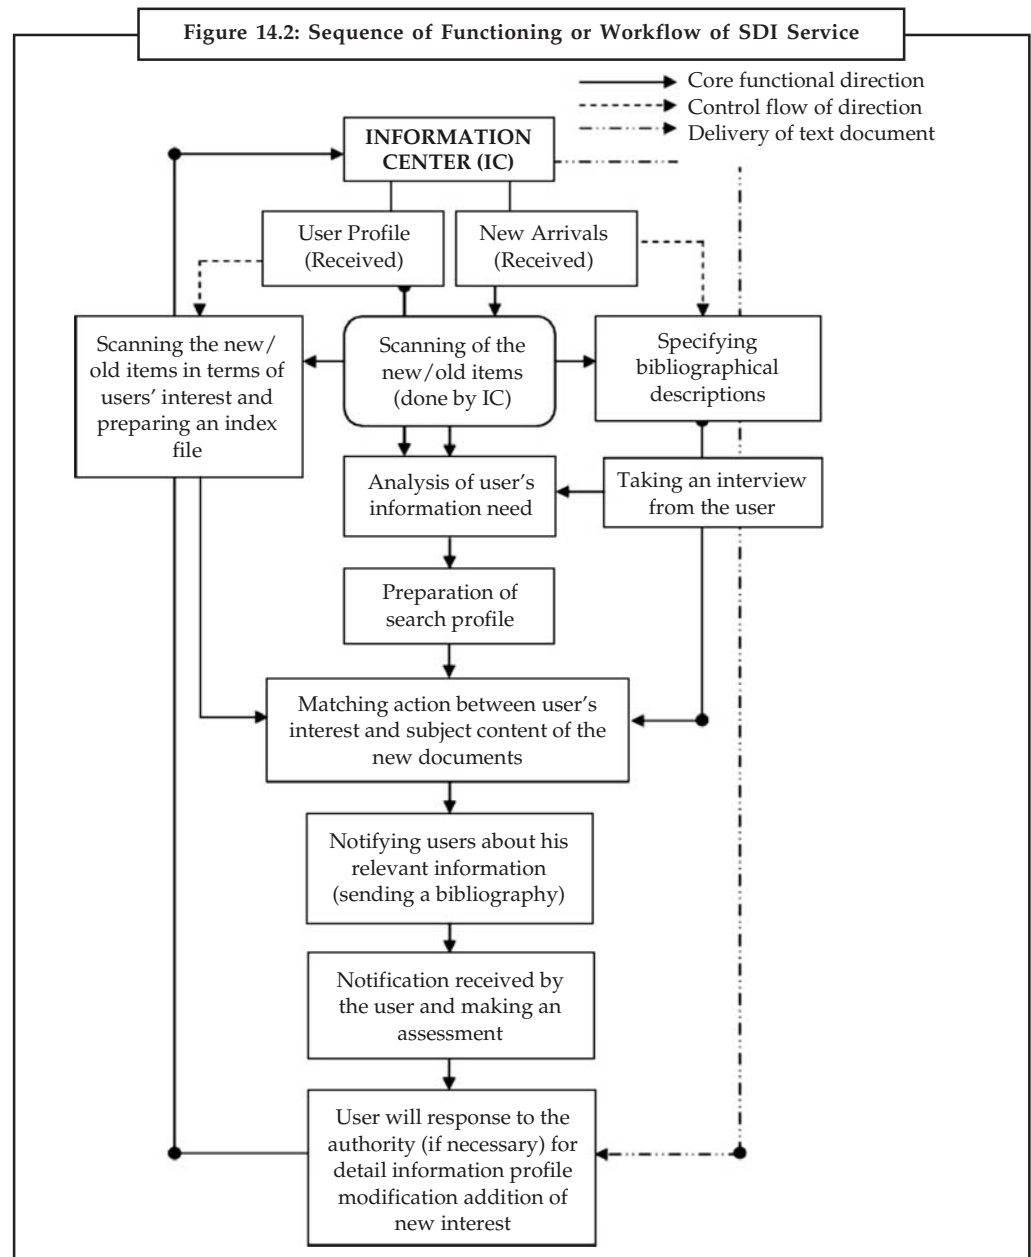 Figure 14.2: Sequence of Functioning or Workflow of SDI Service
Core functional direction
Control flow of direction
Delivery of text document
INFORMATION
CENTER (IC)
User Profile
(Received)
New Arrivals
(Received)
Scanning the new/
old items in terms of
users’ interest and
preparing an index
file
Scanning of the
new/old items
(done by IC)
Specifying
bibliographical
descriptions
Analysis of user’s
information need
Taking an interview
from the user
Preparation of
search profile
Matching action between user’s
interest and subject content of the
new documents
Notifying users about his
relevant information
(sending a bibliography)
Notification received by
the user and making an
assessment
User will response to the
authority (if necessary) for
detail information profile
modification addition of
new interest